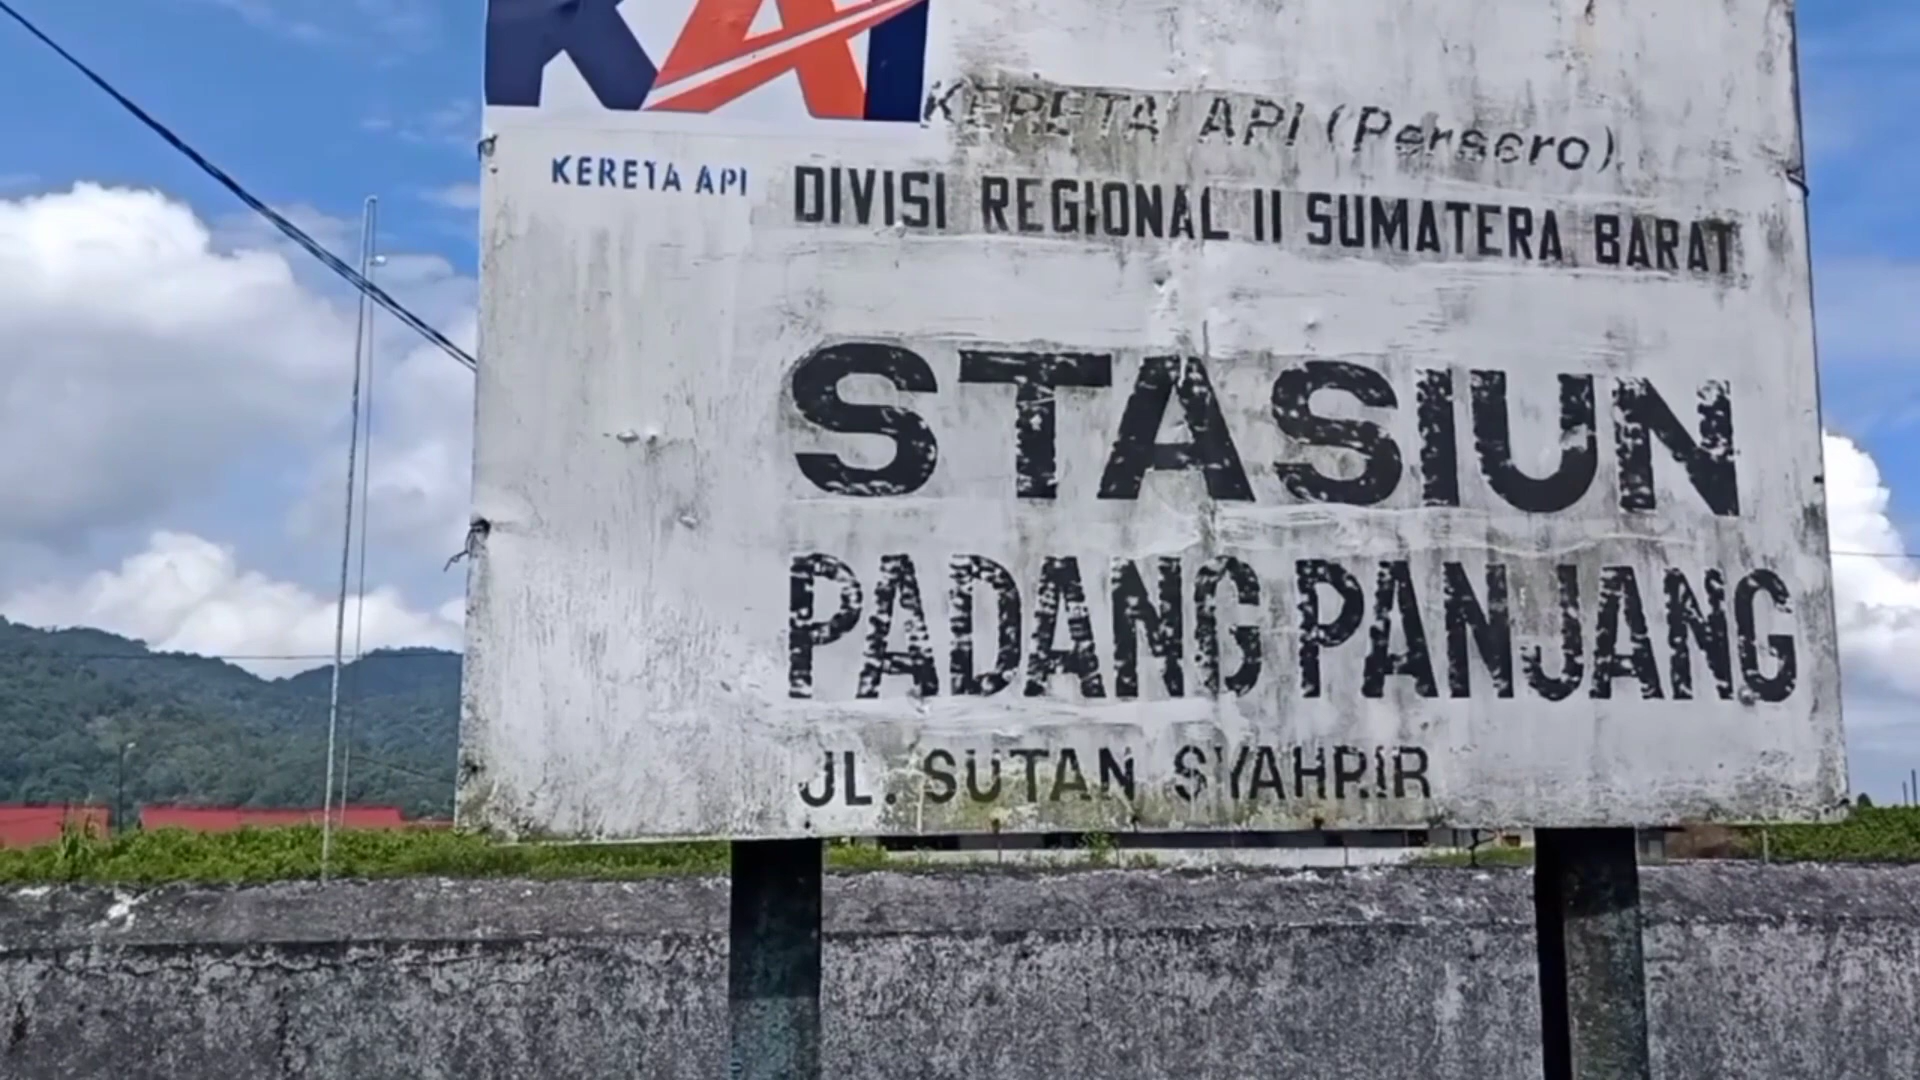 KAI
KERETA API (Persero)
KERETA API
DIVISI REGIONAL II SUMATERA BARAT
STASIUN
PADANG PANJANG
JL. SUTAN SYAHRIR